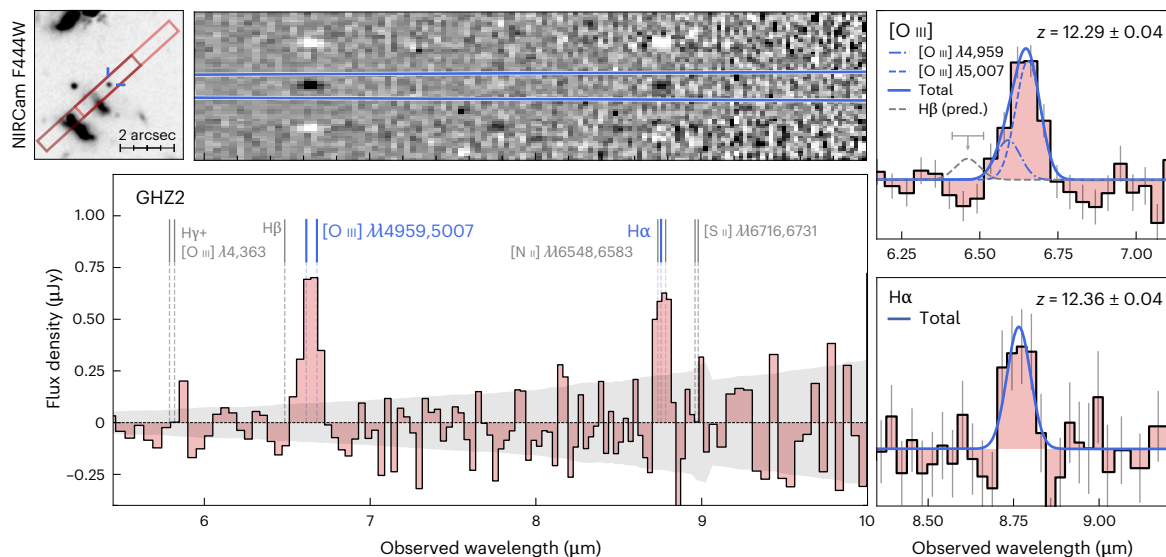 NIRCam F444W
2 arcsec
GHZ2
Hγ+
[O III] λ4,363
Hβ
[O III] λλ4959,5007
Hα
[N II] λλ6548,6583
[S II] λλ6716,6731
Flux density (μJy)
1.00
0.75
0.50
0.25
0
−0.25
6
7
8
9
10
Observed wavelength (μm)
[O III]
z = 12.29 ± 0.04
[O III] λ4,959
[O III] λ5,007
Total
Hβ (pred.)
6.25
6.50
6.75
7.00
Hα
z = 12.36 ± 0.04
Total
8.50
8.75
9.00
Observed wavelength (μm)